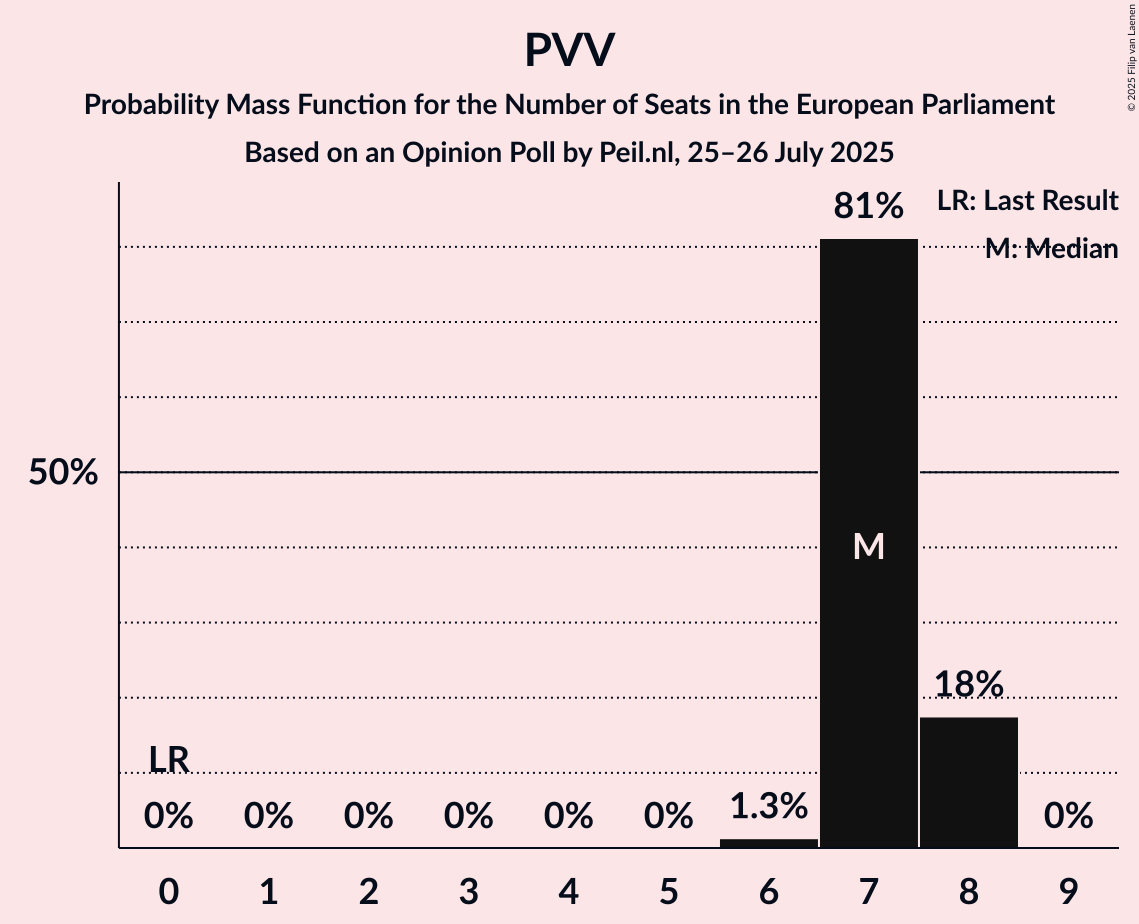 PVV
Probability Mass Function for the Number of Seats in the European Parliament
Based on an Opinion Poll by Peil.nl, 25–26 July 2025
© 2025 Filip van Laenen
LR: Last Result
M: Median
81%
50%
M
18%
LR
0% 0% 0% 0% 0% 0% 1.3% 0%
0 1 2 3 4 5 6 7 8 9